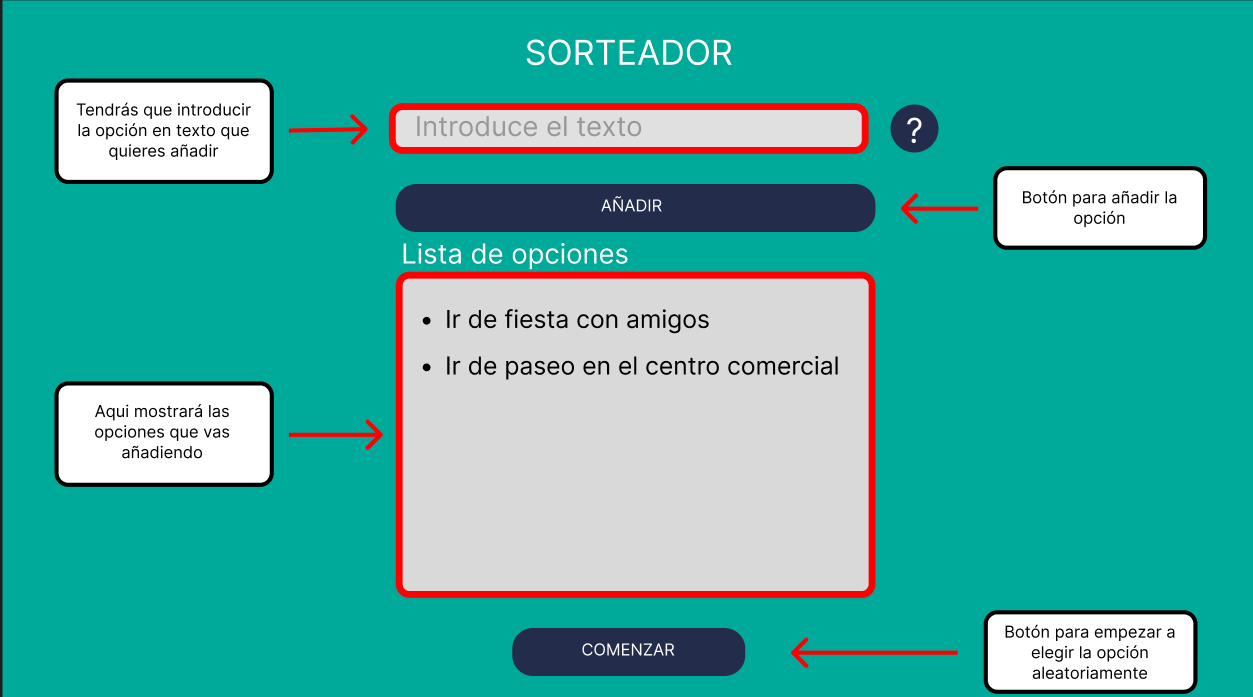 SORTEADOR
Tendrás que introducir
la opción en texto que
quieres añadir
Introduce el texto
?
AÑADIR
Botón para añadir la
opción
Lista de opciones
• Ir de fiesta con amigos
• Ir de paseo en el centro comercial
Aqui mostrará las
opciones que vas
añadiendo
COMENZAR
Botón para empezar a
elegir la opción
aleatoriamente